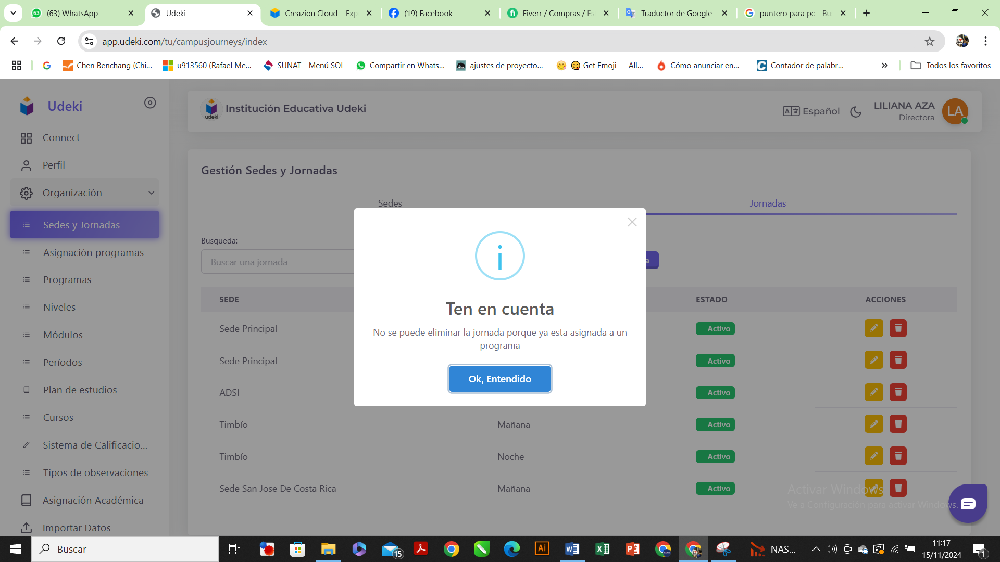 (63) WhatsApp
Udeki
Creazion Cloud – Exp
(19) Facebook
Fiverr / Compras / Es
Traductor de Google
puntero para pc - Bu
app.udeki.com/tu/campusjourneys/index
Chen Benchang (Chi...
u913560 (Rafael Me...
SUNAT - Menú SOL
Compartir en Whats...
ajustes de proyecto...
Get Emoji — All...
Cómo anunciar en...
Contador de palabr...
Todos los favoritos
Udeki
Connect
Perfil
Organización
Sedes y Jornadas
Asignación programas
Programas
Niveles
Módulos
Períodos
Plan de estudios
Cursos
Sistema de Calificacio...
Tipos de observaciones
Asignación Académica
Importar Datos
udeki
Institución Educativa Udeki
Español
LILIANA AZA
Directora
LA
Gestión Sedes y Jornadas
Sedes
Jornadas
Búsqueda:
Buscar una jornada
a
SEDE
ESTADO
ACCIONES
Sede Principal
Activo
Sede Principal
Activo
ADSI
Activo
Timbío
Mañana
Activo
Timbío
Noche
Activo
Sede San Jose De Costa Rica
Mañana
Activo
Ten en cuenta
No se puede eliminar la jornada porque ya esta asignada a un
programa
Ok, Entendido
Activar Windows
Ve a Configuración para activar Windows.
Buscar
15
Ai
NAS...
11:17
15/11/2024
1